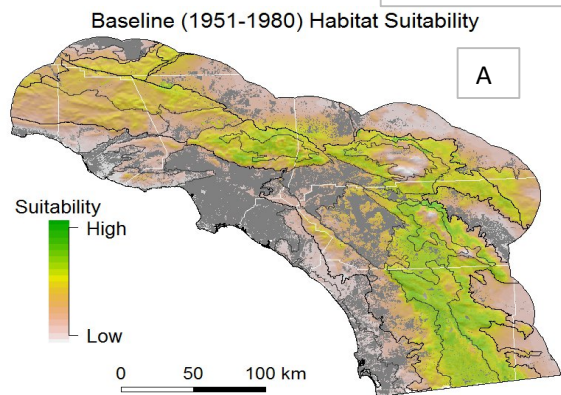 Baseline (1951-1980) Habitat Suitability
A
Suitability
High
Low
0 50 100 km